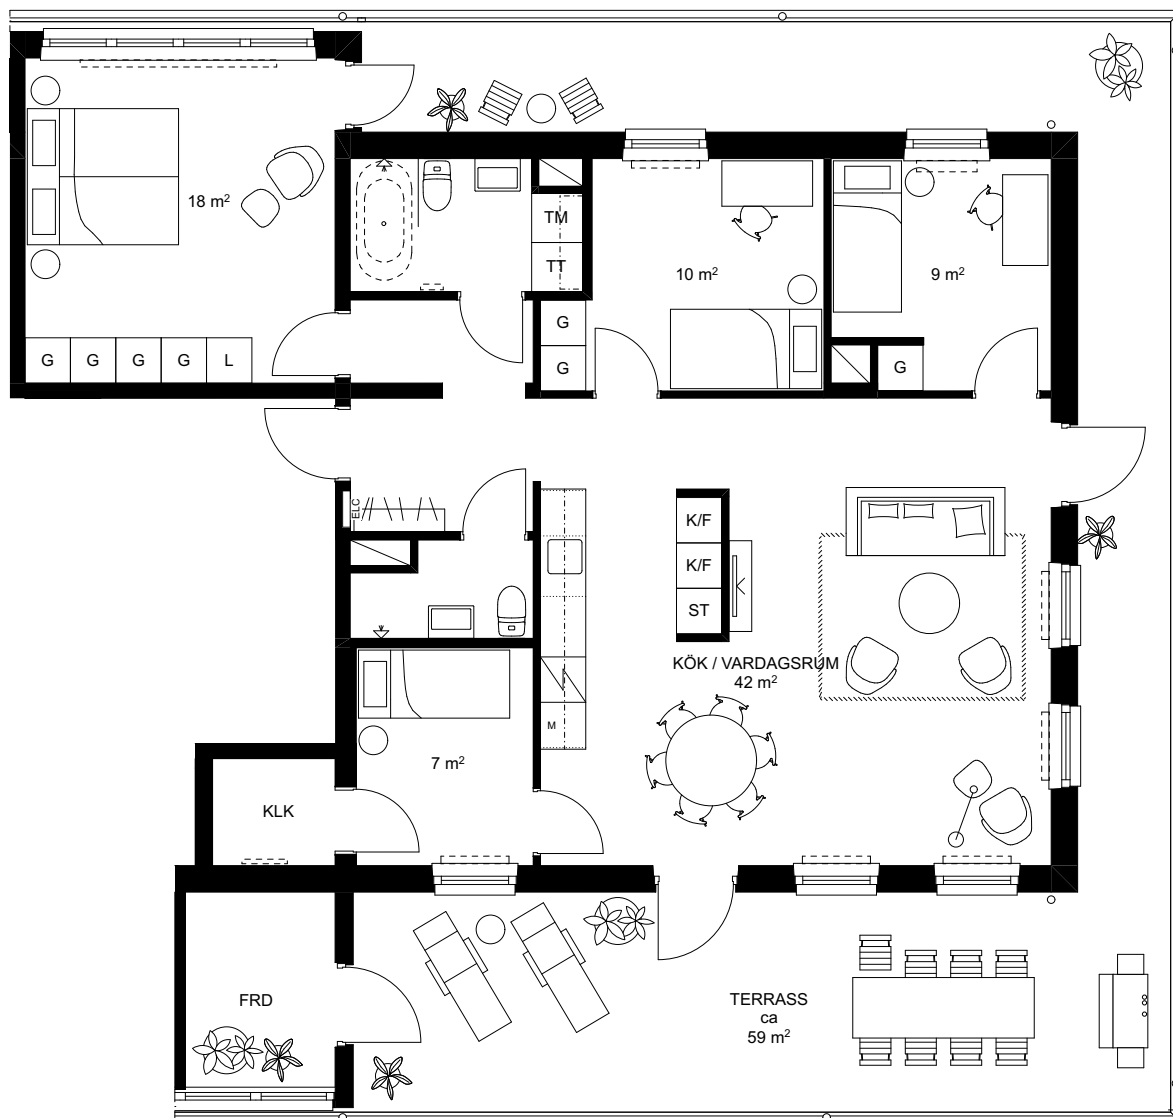 18 m²
TM
TT
10 m²
9 m²
G
G
G
G
G
G
L
G
ELC
K/F
K/F
ST
KÖK / VARDAGSRUM
42 m²
M
7 m²
KLK
FRD
TERRASS
ca
59 m²